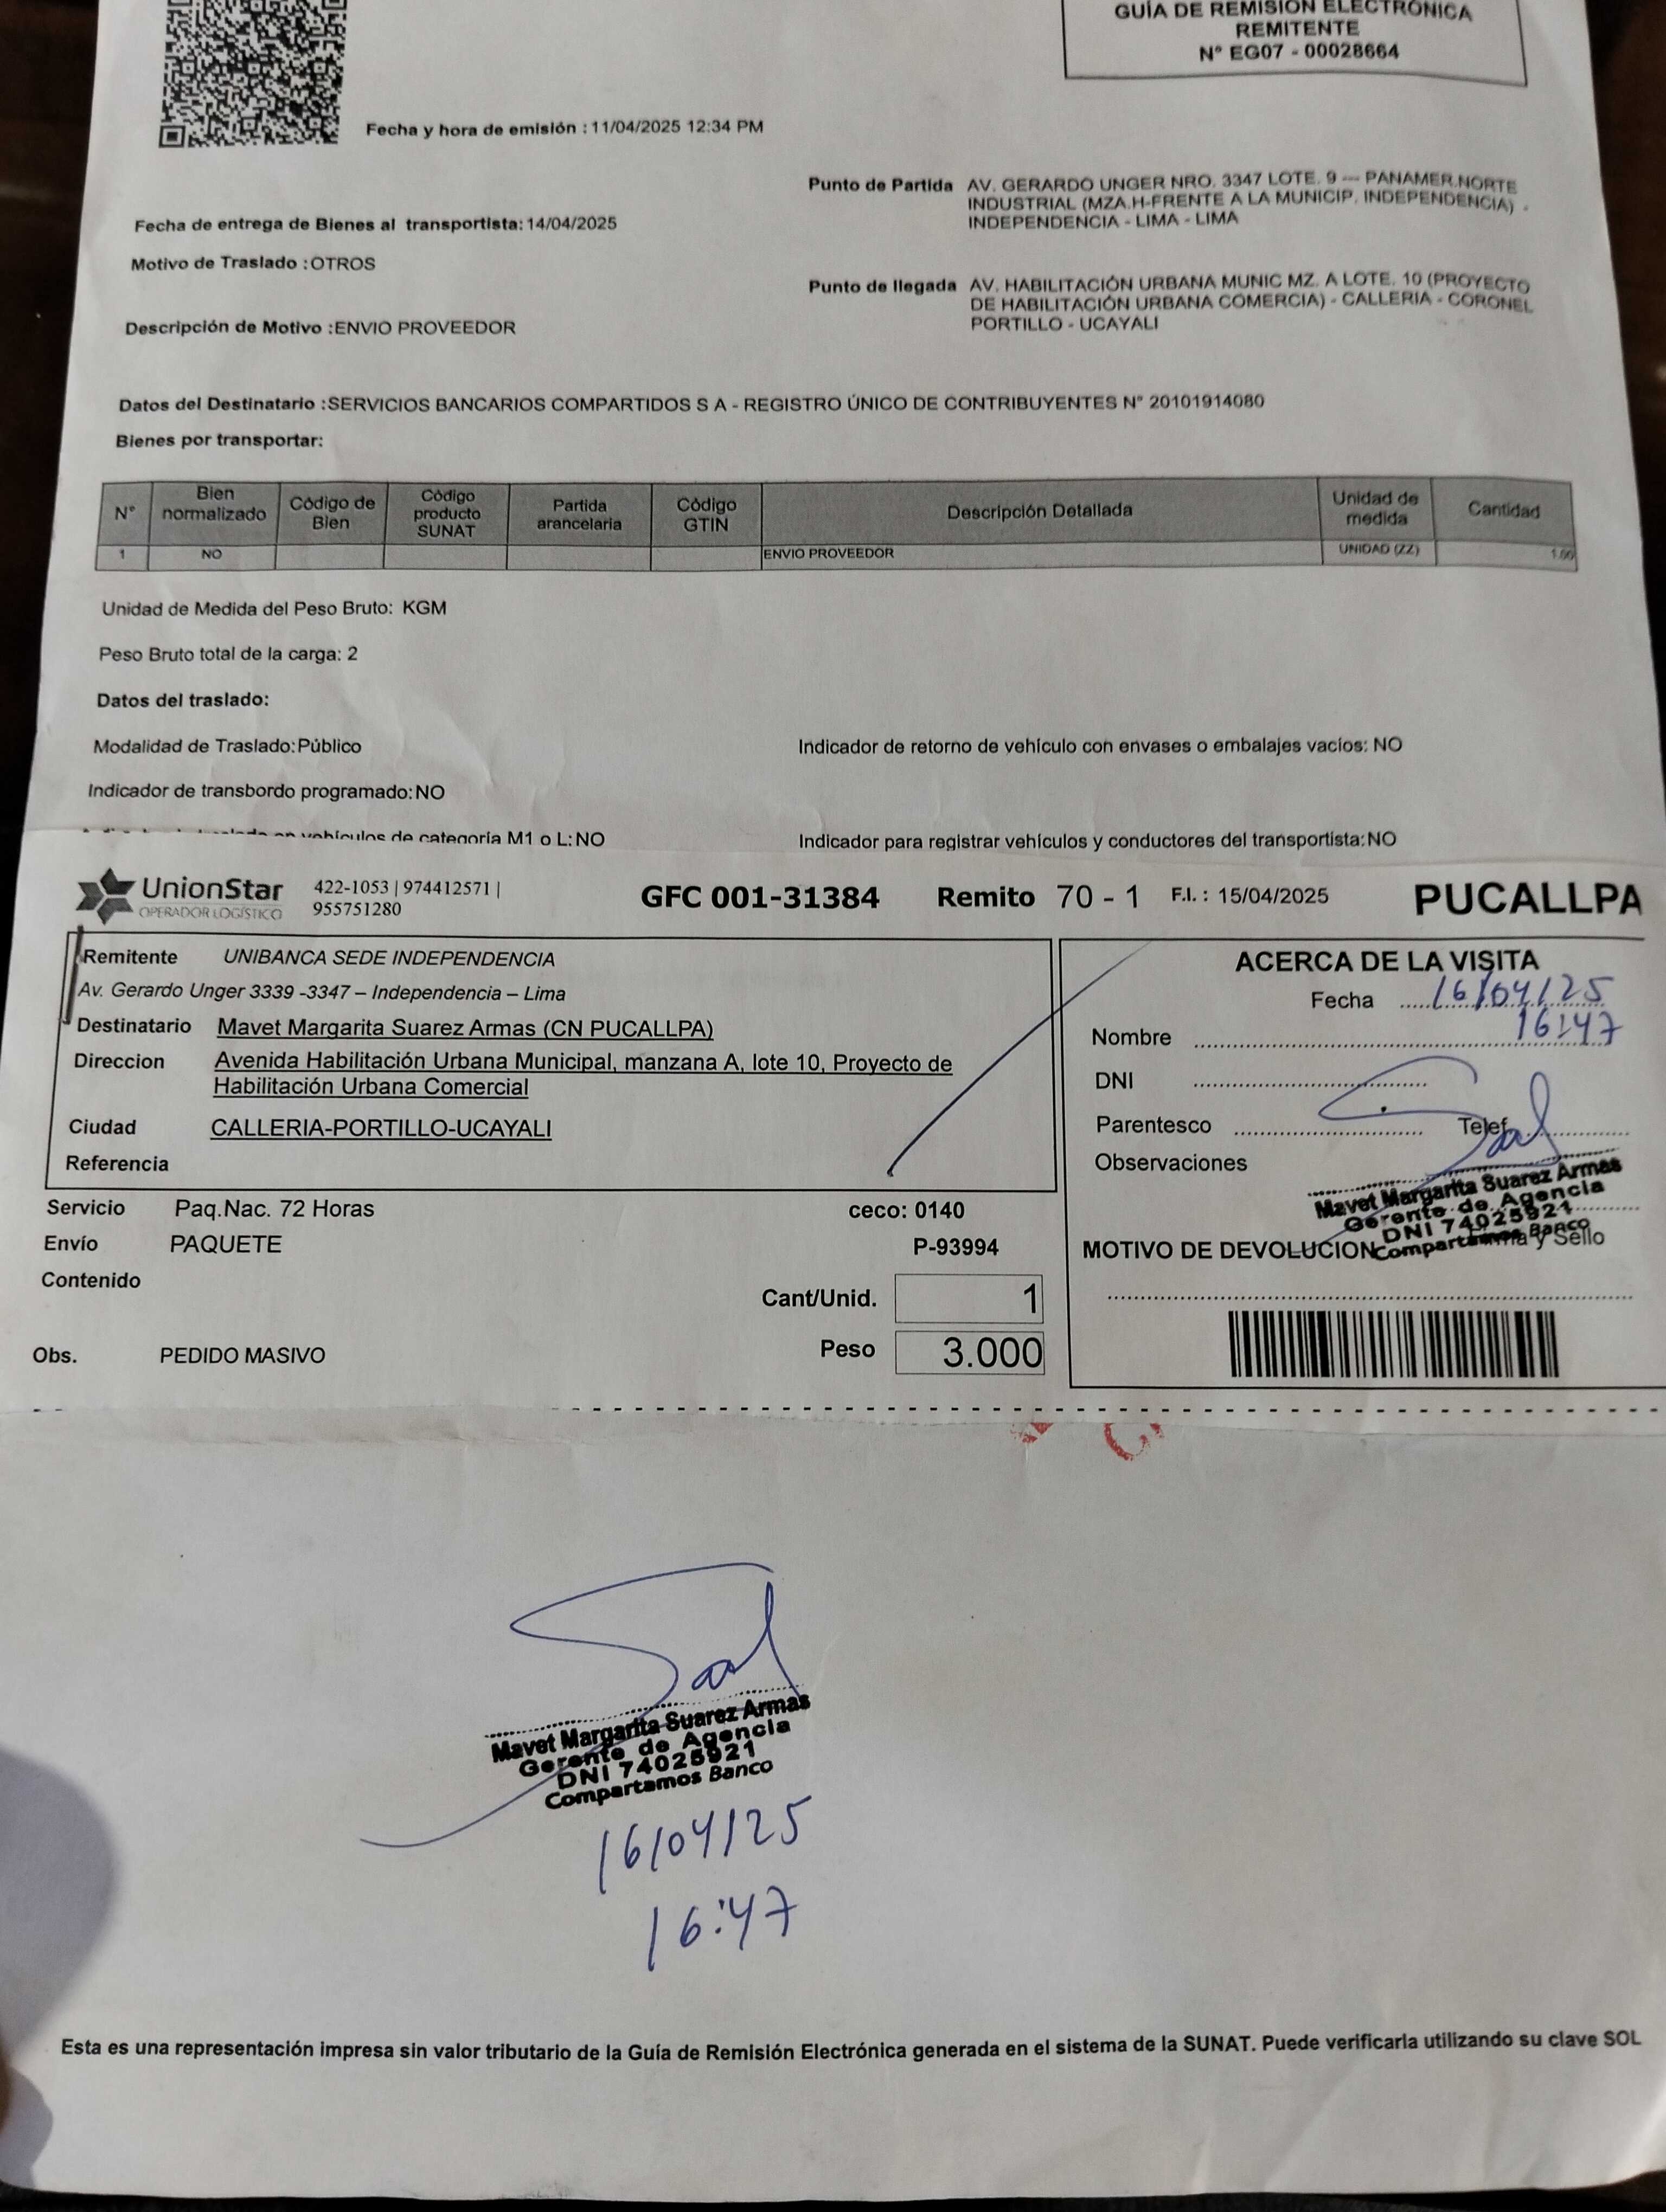 GUÍA DE REMISIÓN ELECTRÓNICA
REMITENTE
N° EG07 - 00028664
Fecha y hora de emisión : 11/04/2025 12:34 PM
Punto de Partida AV. GERARDO UNGER NRO. 3347 LOTE. 9 --- PANAMER.NORTE
INDUSTRIAL (MZA.H-FRENTE A LA MUNICIP. INDEPENDENCIA) -
INDEPENDENCIA - LIMA - LIMA
Fecha de entrega de Bienes al transportista: 14/04/2025
Motivo de Traslado : OTROS
Punto de llegada AV. HABILITACIÓN URBANA MUNIC MZ. A LOTE. 10 (PROYECTO
DE HABILITACIÓN URBANA COMERCIA) - CALLERIA - CORONEL
PORTILLO - UCAYALI
Descripción de Motivo : ENVIO PROVEEDOR
Datos del Destinatario : SERVICIOS BANCARIOS COMPARTIDOS S A - REGISTRO ÚNICO DE CONTRIBUYENTES N° 20101914080
Bienes por transportar:
N° Bien normalizado Código de Bien Código producto SUNAT Partida arancelaria Código GTIN Descripción Detallada Unidad de medida Cantidad
1 NO ENVIO PROVEEDOR UNIDAD (ZZ) 1.00
Unidad de Medida del Peso Bruto: KGM
Peso Bruto total de la carga: 2
Datos del traslado:
Modalidad de Traslado: Público Indicador de retorno de vehículo con envases o embalajes vacíos: NO
Indicador de transbordo programado: NO
en vehículos de categoría M1 o L: NO Indicador para registrar vehículos y conductores del transportista: NO
UnionStar 422-1053 | 974412571 | GFC 001-31384 Remito 70 - 1 F.I. : 15/04/2025 PUCALLPA
OPERADOR LOGÍSTICO 955751280
Remitente UNIBANCA SEDE INDEPENDENCIA
Av. Gerardo Unger 3339 -3347 – Independencia – Lima
Destinatario Mavet Margarita Suarez Armas (CN PUCALLPA)
Direccion Avenida Habilitación Urbana Municipal, manzana A, lote 10, Proyecto de
Habilitación Urbana Comercial
Ciudad CALLERIA-PORTILLO-UCAYALI
Referencia
ACERCA DE LA VISITA
Fecha 16/04/25
16:47
Nombre
DNI
Parentesco Telef.
Observaciones
Mavet Margarita Suarez Armas
Gerente de Agencia
DNI 74025921
Compartamos Banco
y Sello
MOTIVO DE DEVOLUCION
Servicio Paq.Nac. 72 Horas ceco: 0140
Envío PAQUETE P-93994
Contenido
Cant/Unid. 1
Peso 3.000
Obs. PEDIDO MASIVO
Mavet Margarita Suarez Armas
Gerente de Agencia
DNI 74025921
Compartamos Banco
16/04/25
16:47
Esta es una representación impresa sin valor tributario de la Guía de Remisión Electrónica generada en el sistema de la SUNAT. Puede verificarla utilizando su clave SOL